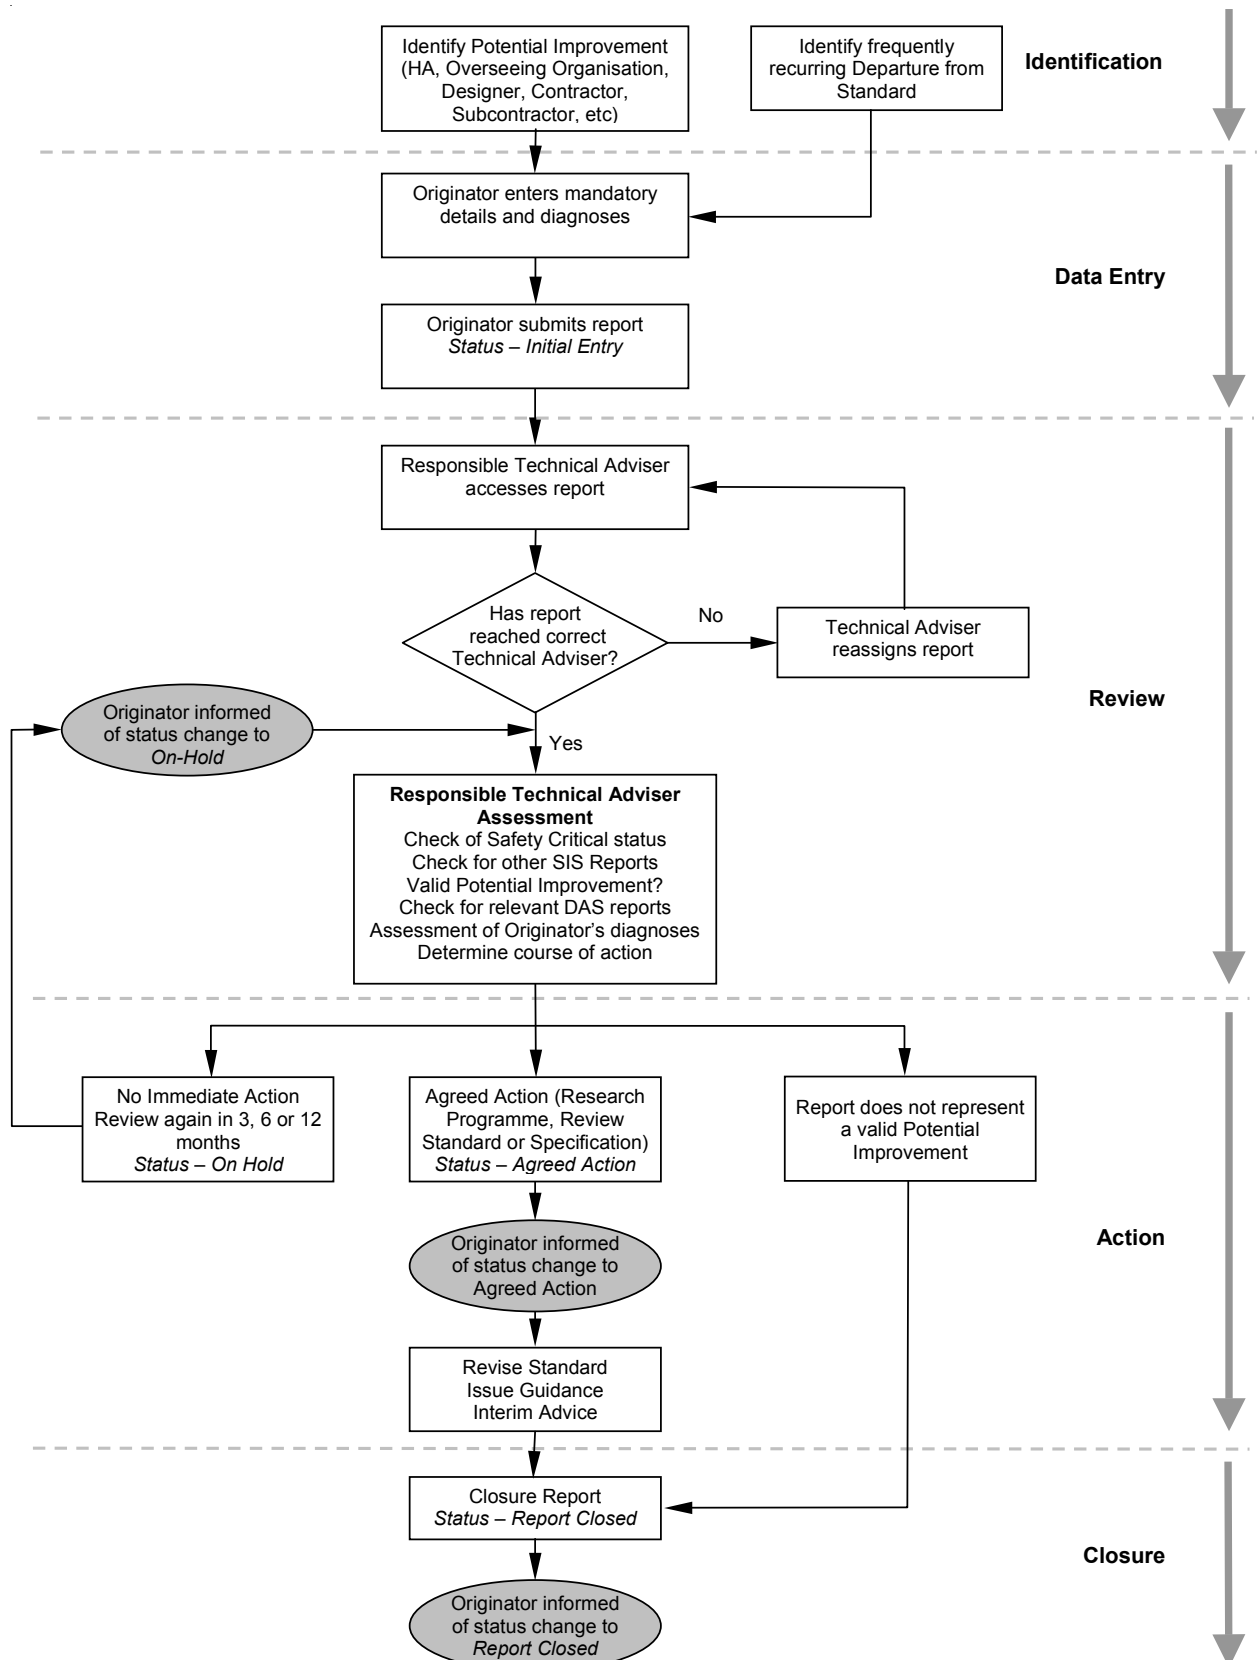 Identify Potential Improvement
(HA, Overseeing Organisation,
Designer, Contractor,
Subcontractor, etc)
Identify frequently
recurring Departure from
Standard
Identification
Originator enters mandatory
details and diagnoses
Data Entry
Originator submits report
Status – Initial Entry
Responsible Technical Adviser
accesses report
Has report
reached correct
Technical Adviser?
No
Technical Adviser
reassigns report
Review
Originator informed
of status change to
On-Hold
Yes
Responsible Technical Adviser
Assessment
Check of Safety Critical status
Check for other SIS Reports
Valid Potential Improvement?
Check for relevant DAS reports
Assessment of Originator’s diagnoses
Determine course of action
No Immediate Action
Review again in 3, 6 or 12
months
Status – On Hold
Agreed Action (Research
Programme, Review
Standard or Specification)
Status – Agreed Action
Report does not represent
a valid Potential
Improvement
Action
Originator informed
of status change to
Agreed Action
Revise Standard
Issue Guidance
Interim Advice
Closure Report
Status – Report Closed
Closure
Originator informed
of status change to
Report Closed